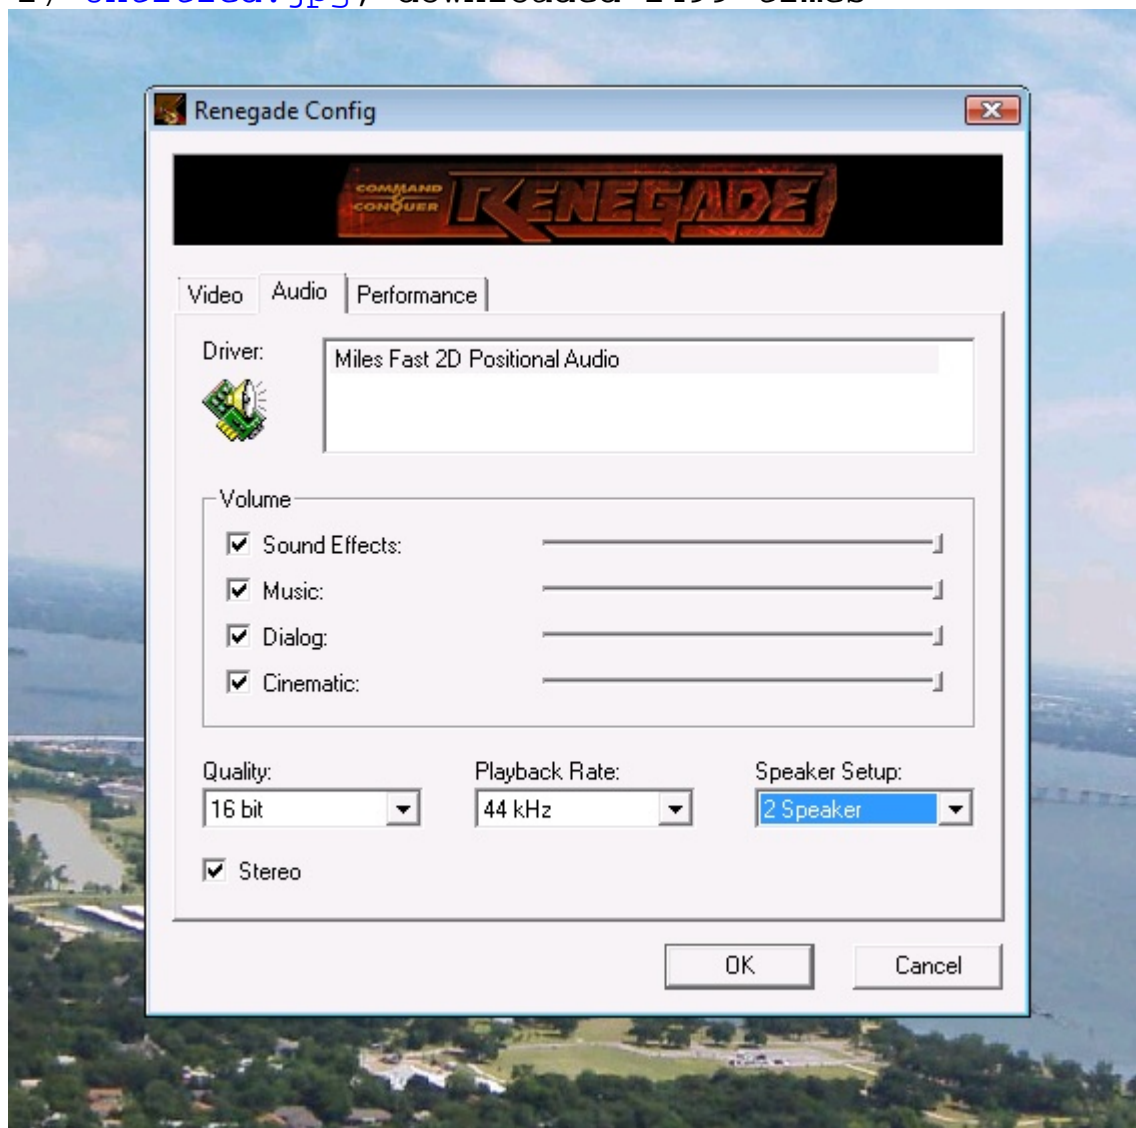 downloaded
Renegade Config
COMMAND & CONQUER RENEGADE
Video Audio Performance
Driver: Miles Fast 2D Positional Audio
Volume
Sound Effects:
Music:
Dialog:
Cinematic:
Quality: Playback Rate: Speaker Setup:
16 bit 44 kHz 2 Speaker
Stereo
OK Cancel